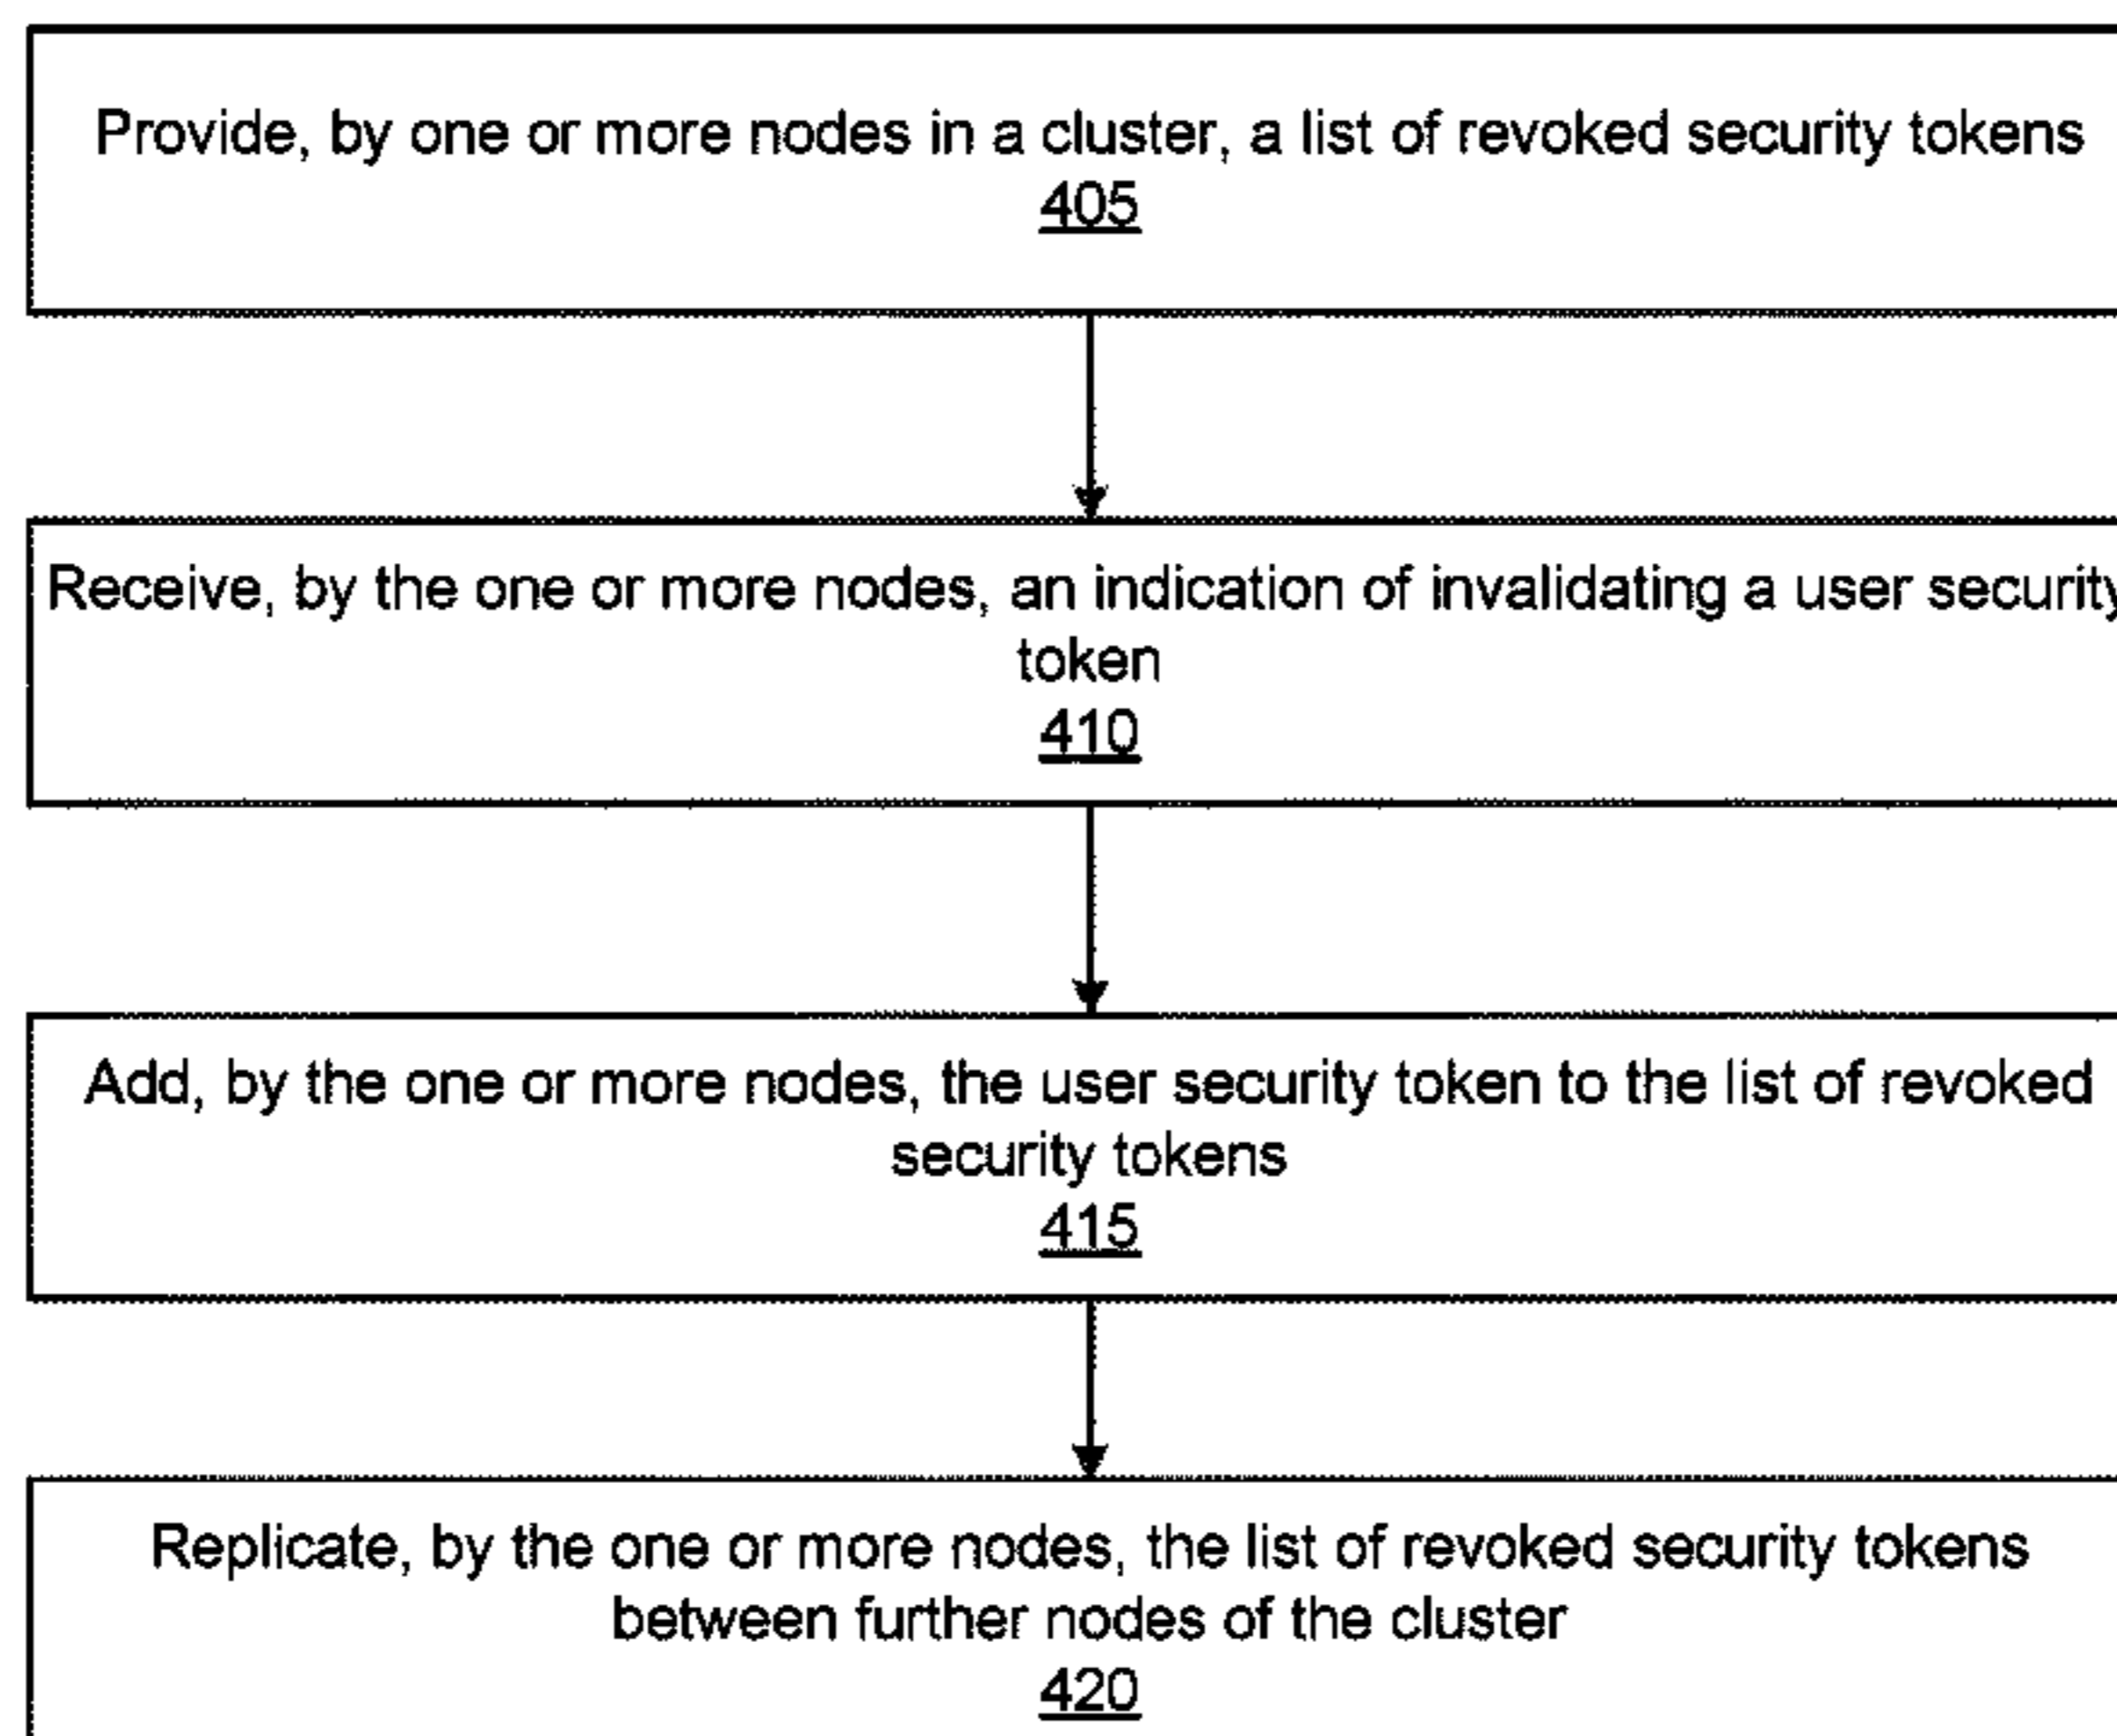 Provide, by one or more nodes in a cluster, a list of revoked security tokens
405
Receive, by the one or more nodes, an indication of invalidating a user security
token
410
Add, by the one or more nodes, the user security token to the list of revoked
security tokens
415
Replicate, by the one or more nodes, the list of revoked security tokens
between further nodes of the cluster
420